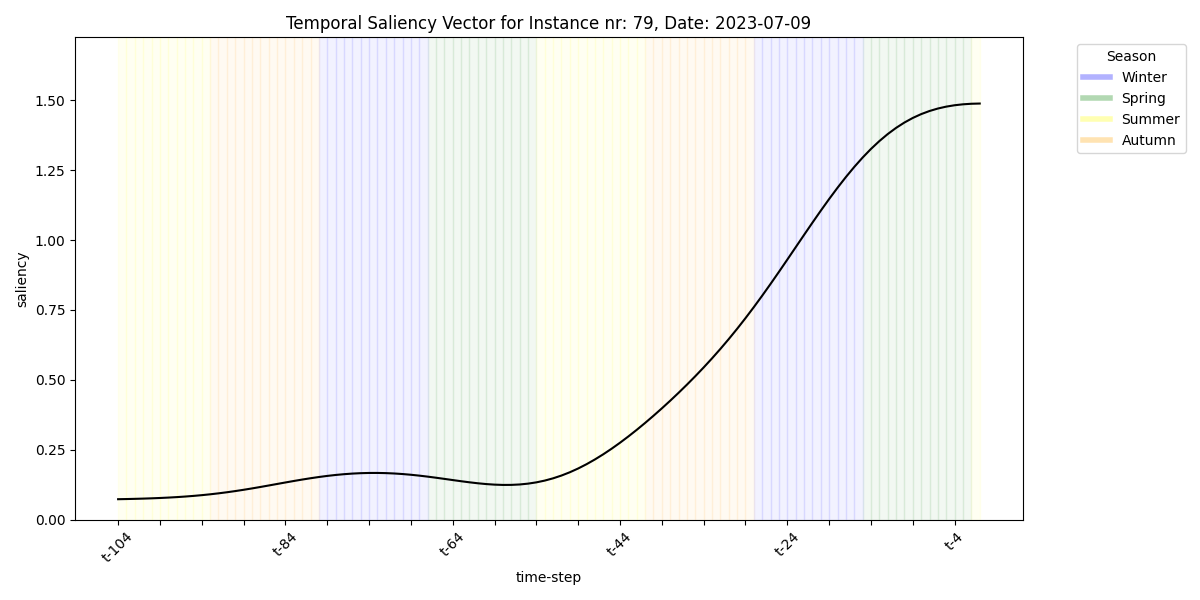 Temporal Saliency Vector for Instance nr: 79, Date: 2023-07-09
Season
Winter
Spring
Summer
Autumn
1.50
1.25
1.00
0.75
0.50
0.25
0.00
saliency
t-104
t-84
t-64
t-44
t-24
t-4
time-step